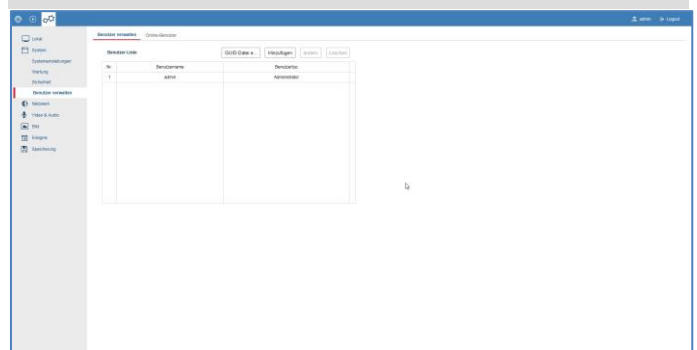 admin Logout
Lokal
System
Systemeinstellungen
Wartung
Sicherheit
Benutzer verwalten
Netzwerk
Video & Audio
Bild
Ereignis
Speicherung
Benutzer verwalten Online-Benutzer
Benutzer-Liste GUID Datei e... Hinzufügen ändern Löschen
Nr. Benutzername Benutzertyp
1 admin Administrator